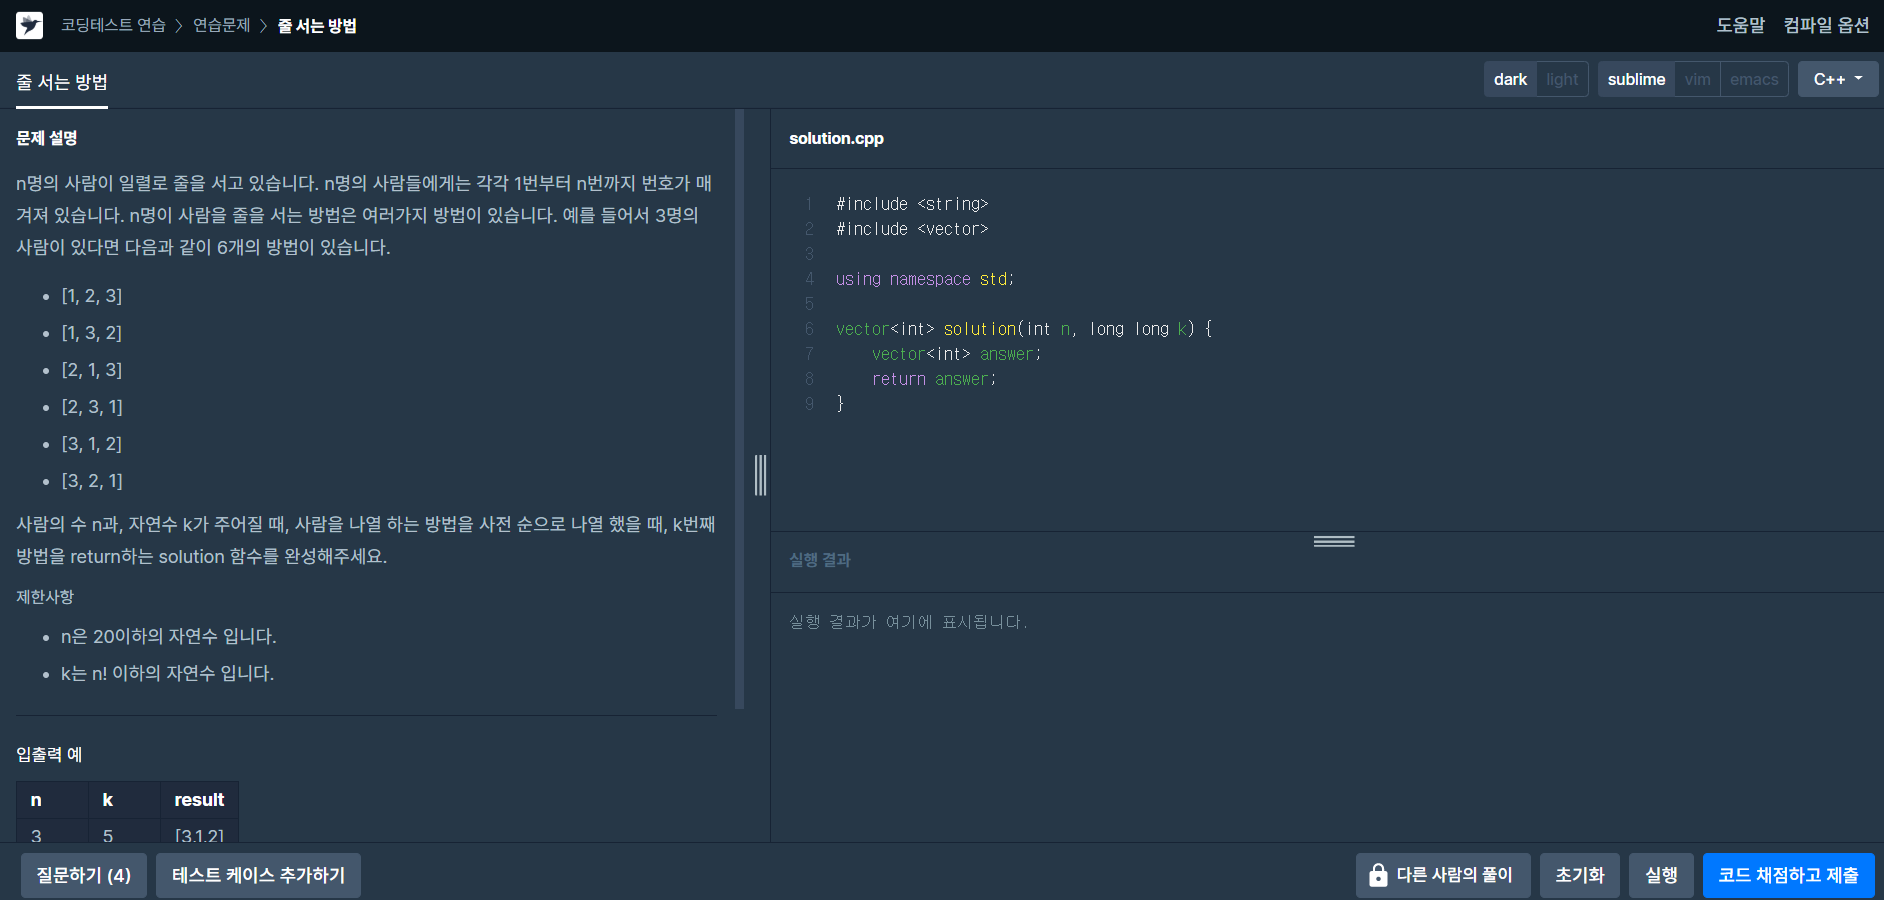 코딩테스트 연습 > 연습문제 > 줄 서는 방법
도움말 컴파일 옵션
줄 서는 방법
dark light sublime vim emacs C++
문제 설명
n명의 사람이 일렬로 줄을 서고 있습니다. n명의 사람들에게는 각각 1번부터 n번까지 번호가 매
겨져 있습니다. n명이 사람을 줄을 서는 방법은 여러가지 방법이 있습니다. 예를 들어서 3명의
사람이 있다면 다음과 같이 6개의 방법이 있습니다.
• [1, 2, 3]
• [1, 3, 2]
• [2, 1, 3]
• [2, 3, 1]
• [3, 1, 2]
• [3, 2, 1]
사람의 수 n과, 자연수 k가 주어질 때, 사람을 나열 하는 방법을 사전 순으로 나열 했을 때, k번째
방법을 return하는 solution 함수를 완성해주세요.
제한사항
• n은 20이하의 자연수 입니다.
• k는 n! 이하의 자연수 입니다.
입출력 예
n k result
3 5 [3,1,2]
solution.cpp
1 #include <string>
2 #include <vector>
3
4 using namespace std;
5
6 vector<int> solution(int n, long long k) {
7     vector<int> answer;
8     return answer;
9 }
실행 결과
실행 결과가 여기에 표시됩니다.
질문하기 (4) 테스트 케이스 추가하기
다른 사람의 풀이 초기화 실행 코드 채점하고 제출